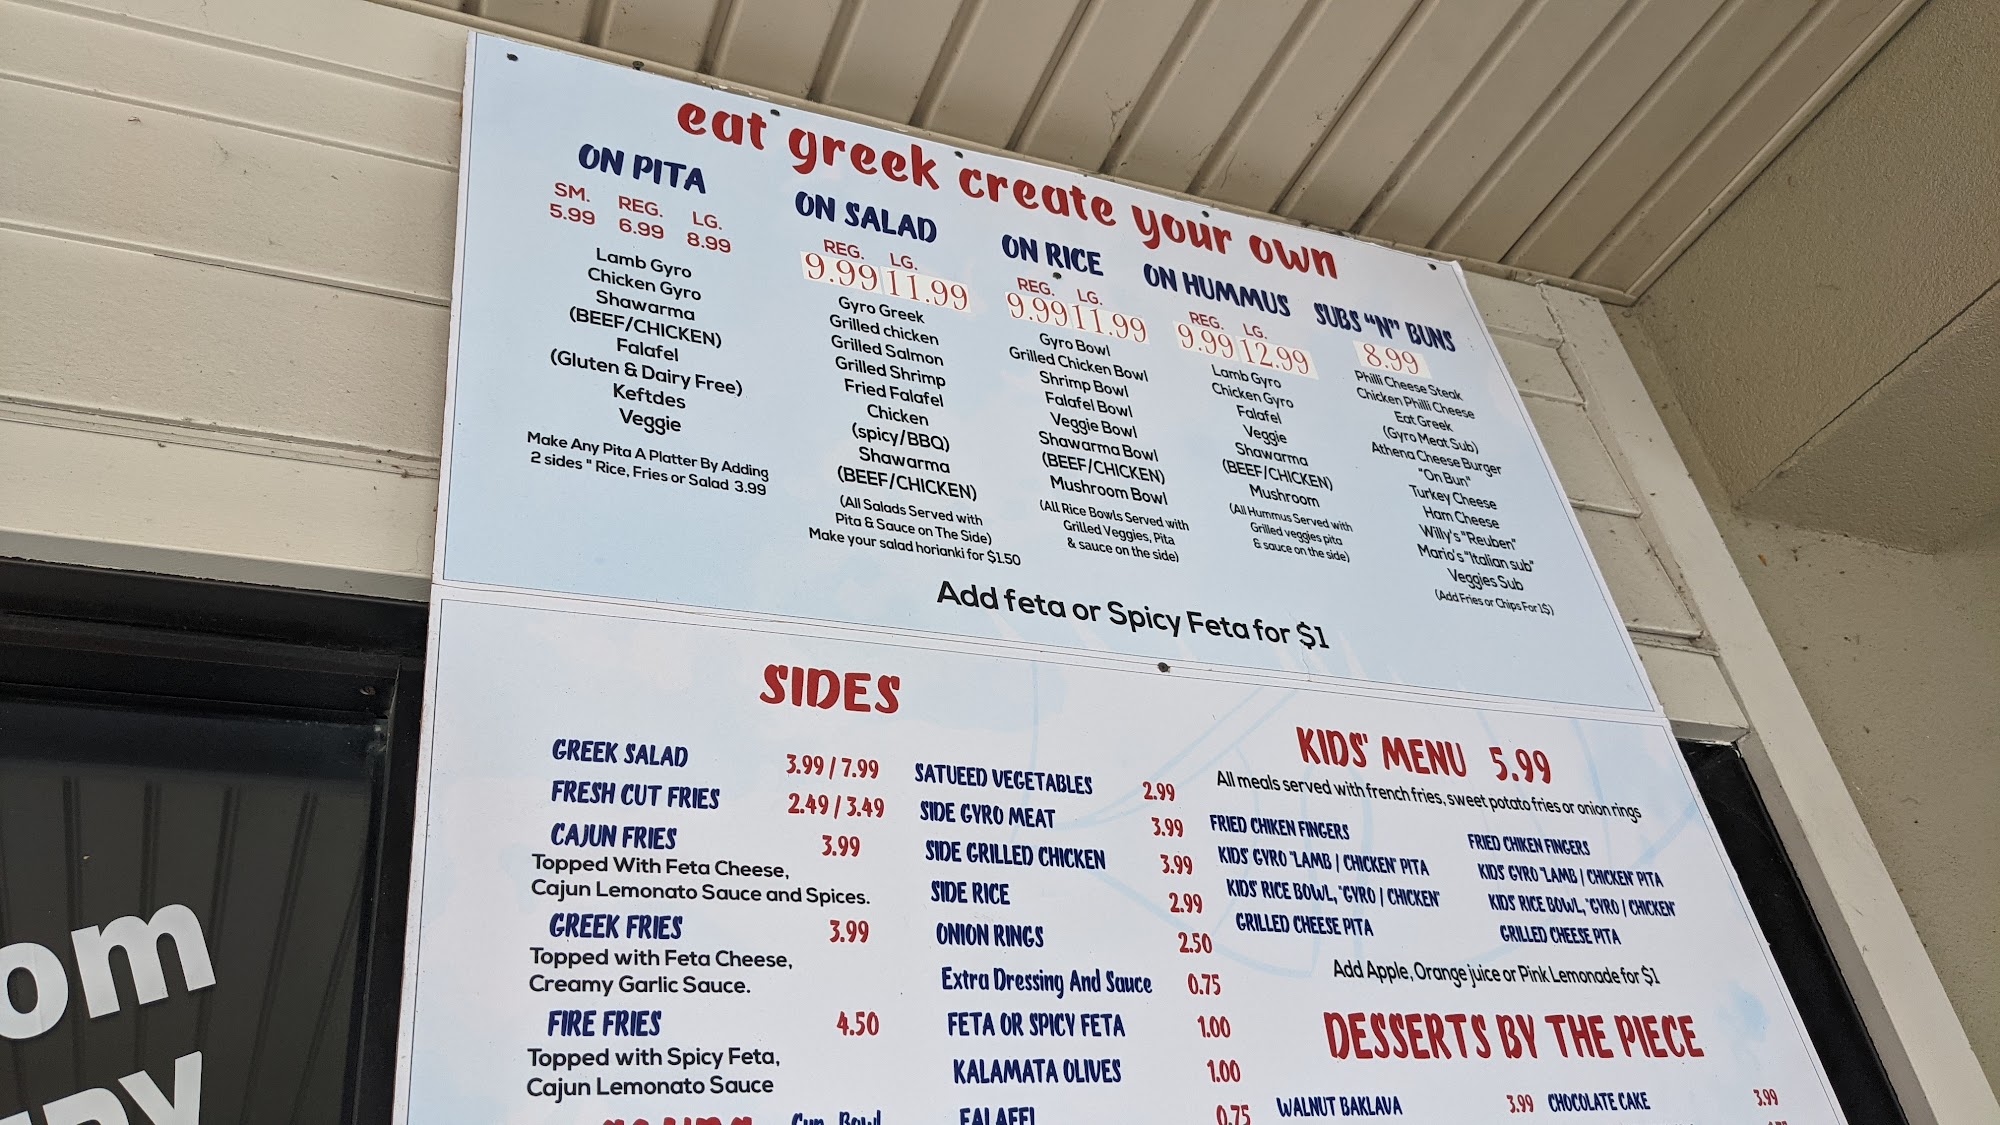 eat greek create your own
ON PITA
SM. REG. LG.
5.99 6.99 8.99
Lamb Gyro
Chicken Gyro
Shawarma
(BEEF/CHICKEN)
Falafel
(Gluten & Dairy Free)
Keftdes
Veggie
Make Any Pita A Platter By Adding
2 sides " Rice, Fries or Salad 3.99
ON SALAD
REG. LG.
9.99 11.99
Gyro Greek
Grilled chicken
Grilled Salmon
Grilled Shrimp
Fried Falafel
Chicken
(spicy/BBQ)
Shawarma
(BEEF/CHICKEN)
(All Salads Served with
Pita & Sauce on The Side)
Make your salad horianki for $1.50
ON RICE
REG. LG.
9.99 11.99
Gyro Bowl
Grilled Chicken Bowl
Shrimp Bowl
Falafel Bowl
Veggie Bowl
Shawarma Bowl
(BEEF/CHICKEN)
Mushroom Bowl
(ALL Rice Bowls Served with
Grilled Veggies, Pita
& sauce on the side)
ON HUMMUS
REG. LG.
9.99 12.99
Lamb Gyro
Chicken Gyro
Falafel
Veggie
Shawarma
(BEEF/CHICKEN)
Mushroom
(All Hummus Served with
Grilled veggies pita
& sauce on the side)
SUBS "N" BUNS
8.99
Philli Cheese Steak
Chicken Philli Cheese
Eat Greek
(Gyro Meat Sub)
Athena Cheese Burger
"On Bun"
Turkey Cheese
Ham Cheese
Willy's "Reuben"
Mario's "Italian sub"
Veggies Sub
(Add Fries or Chips For 1$)
Add feta or Spicy Feta for $1
SIDES
GREEK SALAD 3.99 / 7.99
FRESH CUT FRIES 2.49 / 3.49
CAJUN FRIES 3.99
Topped With Feta Cheese,
Cajun Lemonato Sauce and Spices.
GREEK FRIES 3.99
Topped with Feta Cheese,
Creamy Garlic Sauce.
FIRE FRIES 4.50
Topped with Spicy Feta,
Cajun Lemonato Sauce
Cup Bowl
SATUEED VEGETABLES 2.99
SIDE GYRO MEAT 3.99
SIDE GRILLED CHICKEN 3.99
SIDE RICE 2.99
ONION RINGS 2.50
Extra Dressing And Sauce 0.75
FETA OR SPICY FETA 1.00
KALAMATA OLIVES 1.00
FALAFEL 0.75
KIDS' MENU 5.99
All meals served with french fries, sweet potato fries or onion rings
FRIED CHIKEN FINGERS
KIDS' GYRO "LAMB / CHICKEN" PITA
KIDS' RICE BOWL, "GYRO / CHICKEN"
GRILLED CHEESE PITA
FRIED CHIKEN FINGERS
KIDS' GYRO "LAMB / CHICKEN" PITA
KIDS' RICE BOWL, "GYRO / CHICKEN"
GRILLED CHEESE PITA
Add Apple, Orange juice or Pink Lemonade for $1
DESSERTS BY THE PIECE
WALNUT BAKLAVA 3.99
CHOCOLATE CAKE 3.99
om